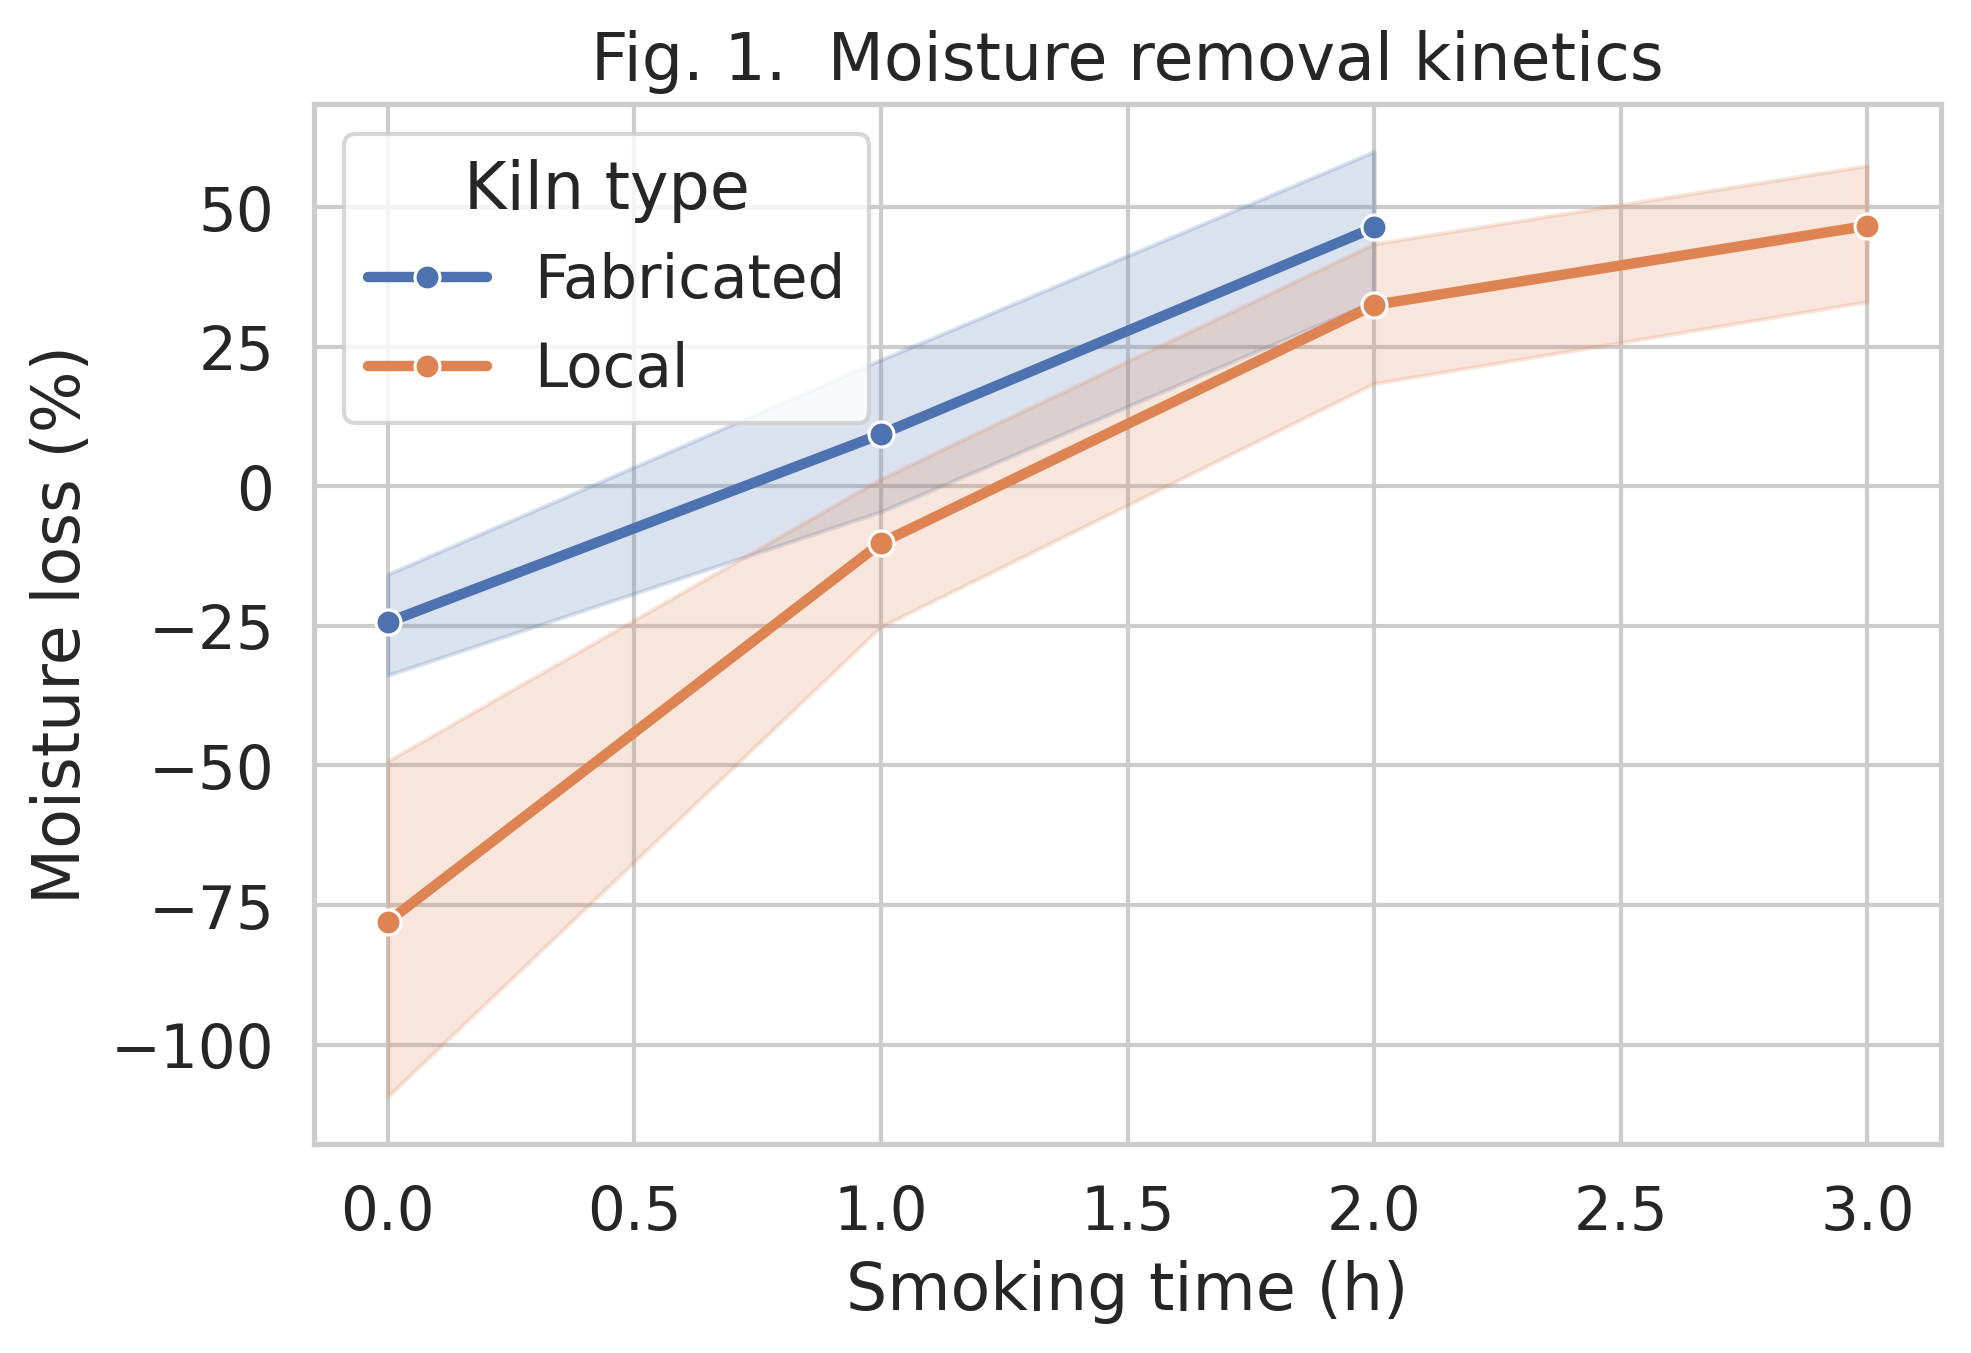 Fig. 1.  Moisture removal kinetics
Kiln type
Fabricated
Local
Moisture loss (%)
50
25
0
−25
−50
−75
−100
0.0 0.5 1.0 1.5 2.0 2.5 3.0
Smoking time (h)